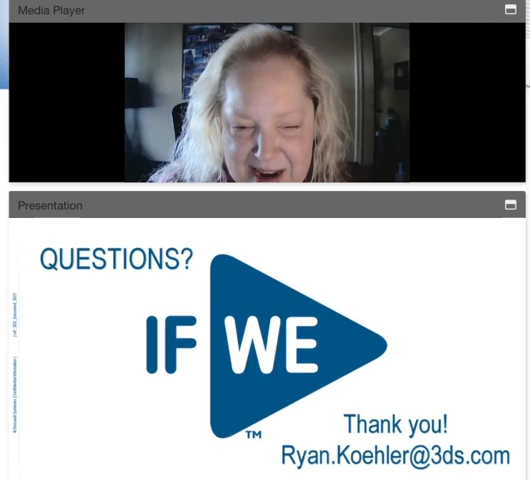 Media Player
Presentation
QUESTIONS?
IF WE
TM
Thank you!
Ryan.Koehler@3ds.com